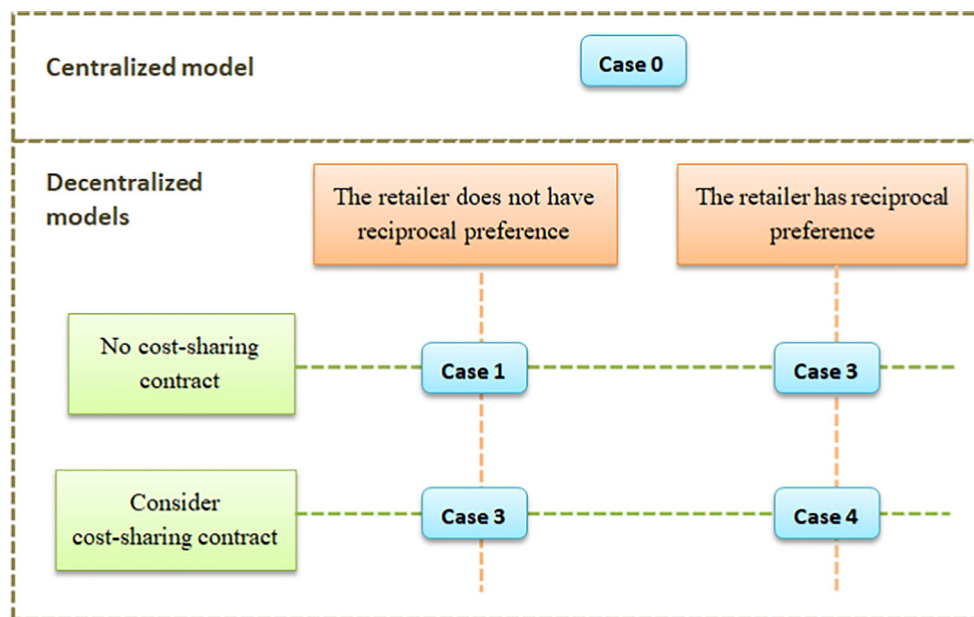 Centralized model
Case 0
Decentralized
models
The retailer does not have
reciprocal preference
The retailer has reciprocal
preference
No cost-sharing
contract
Case 1
Case 3
Consider
cost-sharing contract
Case 3
Case 4